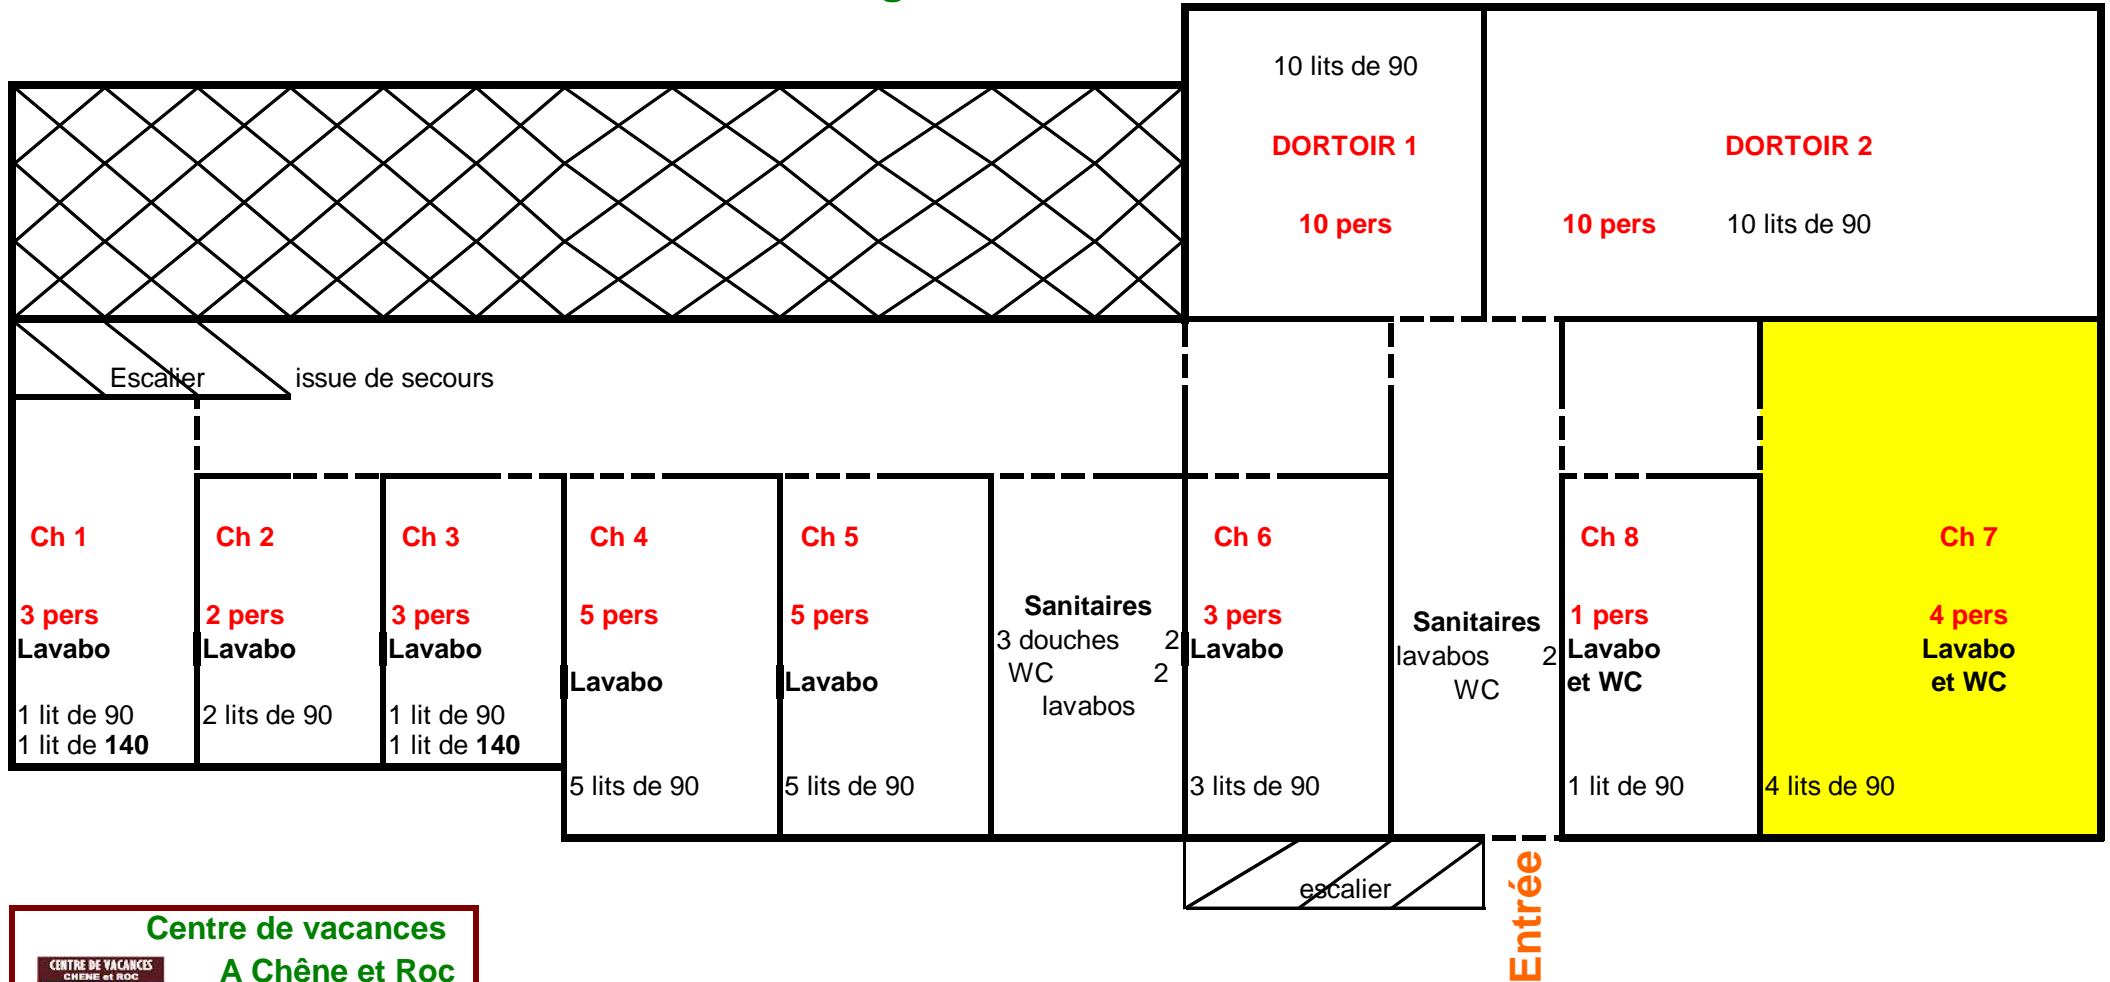 10 lits de 90
DORTOIR 1
10 pers
DORTOIR 2
10 pers 10 lits de 90
Escalier issue de secours
Ch 1
3 pers
Lavabo
1 lit de 90
1 lit de 140
Ch 2
2 pers
Lavabo
2 lits de 90
Ch 3
3 pers
Lavabo
1 lit de 90
1 lit de 140
Ch 4
5 pers
Lavabo
5 lits de 90
Ch 5
5 pers
Lavabo
5 lits de 90
Sanitaires
3 douches 2
WC 2
lavabos
Ch 6
3 pers
Lavabo
3 lits de 90
Sanitaires
lavabos 2
WC
Ch 8
1 pers
Lavabo
et WC
1 lit de 90
Ch 7
4 pers
Lavabo
et WC
4 lits de 90
escalier
Entrée
Centre de vacances
A Chêne et Roc
CENTRE DE VACANCES
CHENE et ROC